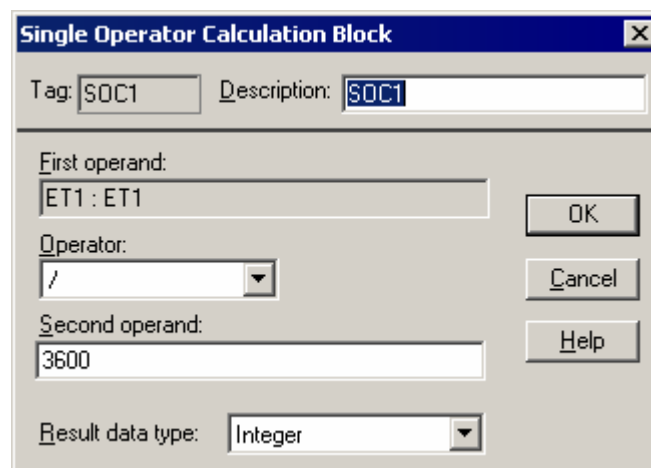 Single Operator Calculation Block
Tag: SOC1 Description: SOC1
First operand:
ET1 : ET1
OK
Operator:
/
Cancel
Second operand:
3600
Help
Result data type: Integer